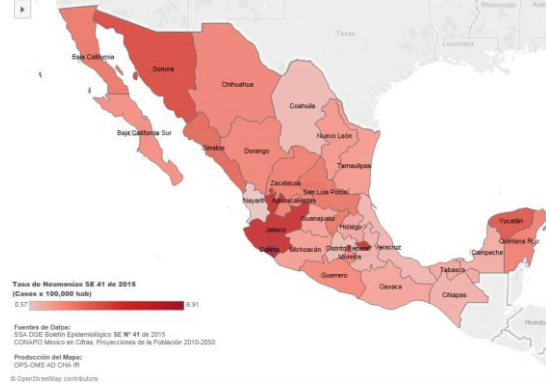 Mississippi
Texas
Louisiana
Baja California
Sonora
Chihuahua
Coahuila
Baja California Sur
Nuevo León
Sinaloa
Durango
Tamaulipas
Zacatecas
San Luis Potosí
Nayarit
Aguascalientes
Guanajuato
Yucatán
Jalisco
Hidalgo
Quintana Roo
Colima
Michoacán
Distrito Federal
Veracruz
Campeche
Morelos
Tabasco
Guerrero
Oaxaca
Chiapas
Tasa de Neumonías SE 41 de 2015
(Casos x 100,000 hab)
0.57 6.91
Fuentes de Datos:
SSA DGE Boletín Epidemiológico SE Nº 41 de 2015
CONAPO México en Cifras, Proyecciones de la Población 2010-2050
Producción del Mapa:
OPS-OMS AD CHA IR
© OpenStreetMap contributors